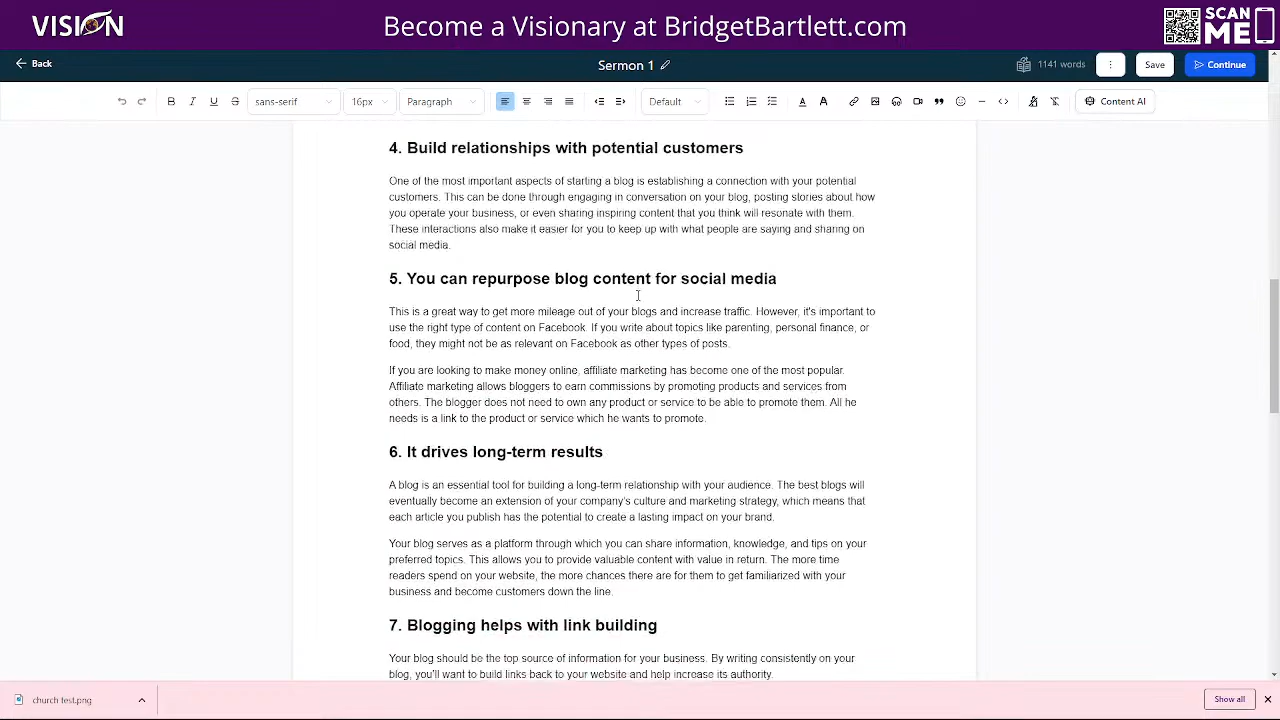 VISION
Become a Visionary at BridgetBartlett.com
SCAN
ME
Back
Sermon 1
1141 words
Save
Continue
sans-serif
16px
Paragraph
Default
Content AI
4. Build relationships with potential customers
One of the most important aspects of starting a blog is establishing a connection with your potential
customers. This can be done through engaging in conversation on your blog, posting stories about how
you operate your business, or even sharing inspiring content that you think will resonate with them.
These interactions also make it easier for you to keep up with what people are saying and sharing on
social media.
5. You can repurpose blog content for social media
This is a great way to get more mileage out of your blogs and increase traffic. However, it's important to
use the right type of content on Facebook. If you write about topics like parenting, personal finance, or
food, they might not be as relevant on Facebook as other types of posts.
If you are looking to make money online, affiliate marketing has become one of the most popular.
Affiliate marketing allows bloggers to earn commissions by promoting products and services from
others. The blogger does not need to own any product or service to be able to promote them. All he
needs is a link to the product or service which he wants to promote.
6. It drives long-term results
A blog is an essential tool for building a long-term relationship with your audience. The best blogs will
eventually become an extension of your company's culture and marketing strategy, which means that
each article you publish has the potential to create a lasting impact on your brand.
Your blog serves as a platform through which you can share information, knowledge, and tips on your
preferred topics. This allows you to provide valuable content with value in return. The more time
readers spend on your website, the more chances there are for them to get familiarized with your
business and become customers down the line.
7. Blogging helps with link building
Your blog should be the top source of information for your business. By writing consistently on your
blog, you'll want to build links back to your website and help increase its authority.
church test.png
Show all